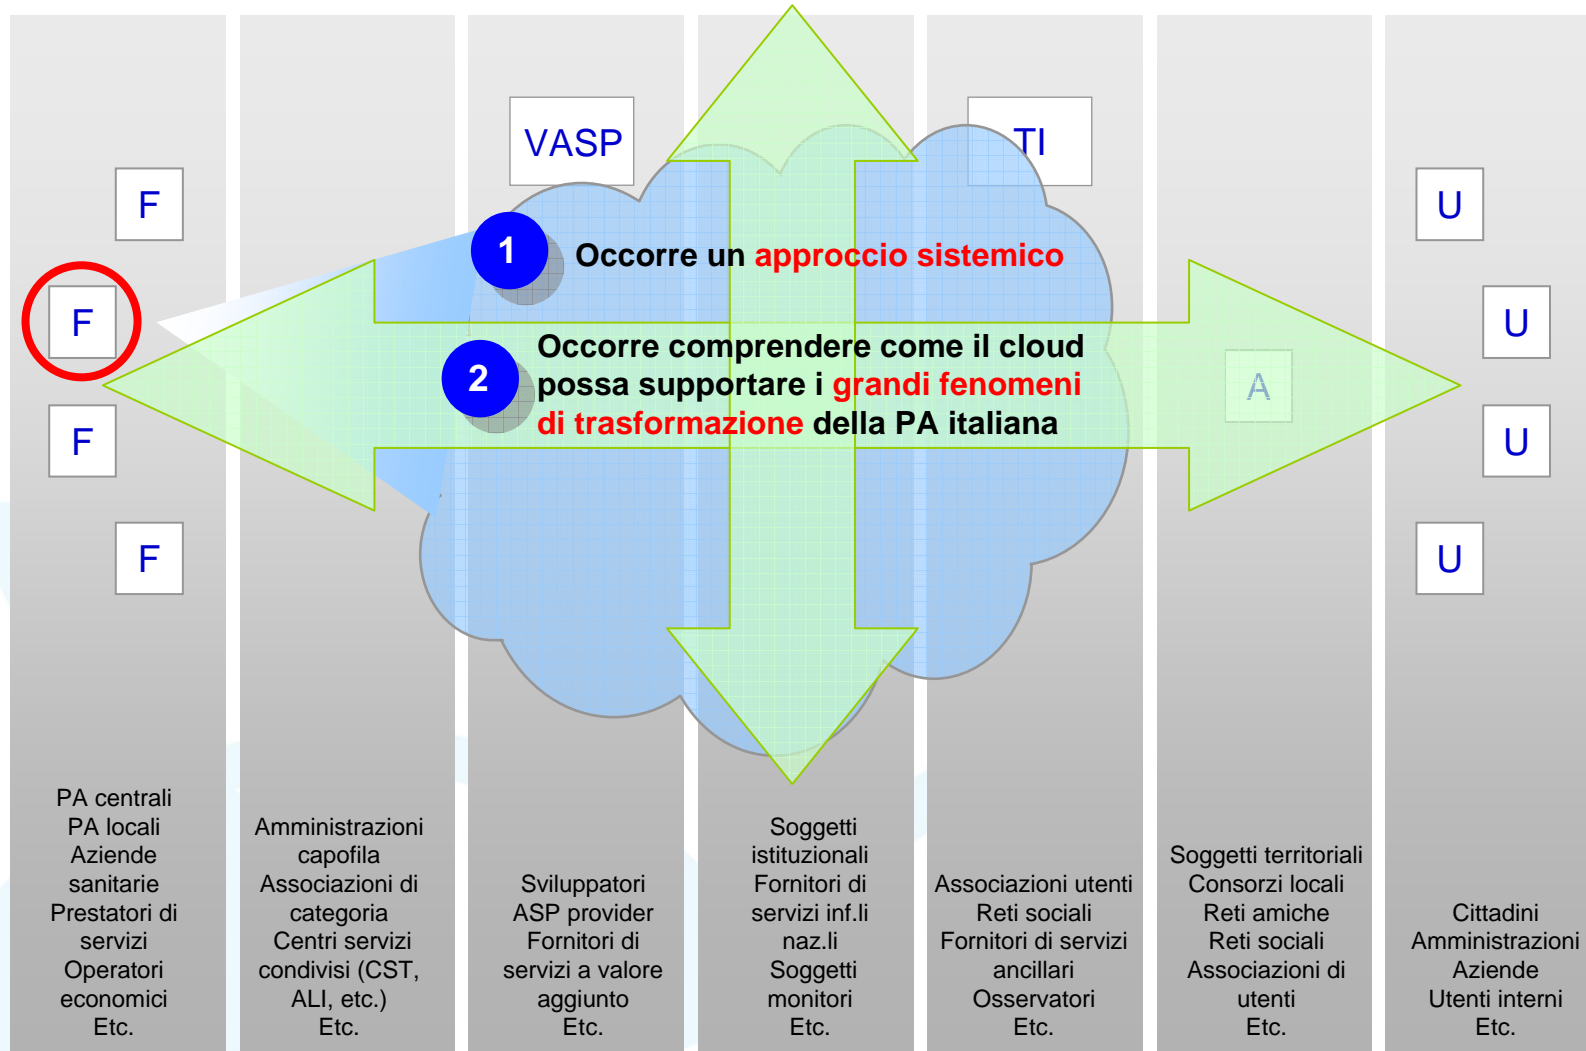 VASP
TI
F
F
F
F
U
U
U
U
A
1
Occorre un approccio sistemico
2
Occorre comprendere come il cloud
possa supportare i grandi fenomeni
di trasformazione della PA italiana
PA centrali
PA locali
Aziende
sanitarie
Prestatori di
servizi
Operatori
economici
Etc.
Amministrazioni
capofila
Associazioni di
categoria
Centri servizi
condivisi (CST,
ALI, etc.)
Etc.
Sviluppatori
ASP provider
Fornitori di
servizi a valore
aggiunto
Etc.
Soggetti
istituzionali
Fornitori di
servizi inf.li
naz.li
Soggetti
monitori
Etc.
Associazioni utenti
Reti sociali
Fornitori di servizi
ancillari
Osservatori
Etc.
Soggetti territoriali
Consorzi locali
Reti amiche
Reti sociali
Associazioni di
utenti
Etc.
Cittadini
Amministrazioni
Aziende
Utenti interni
Etc.